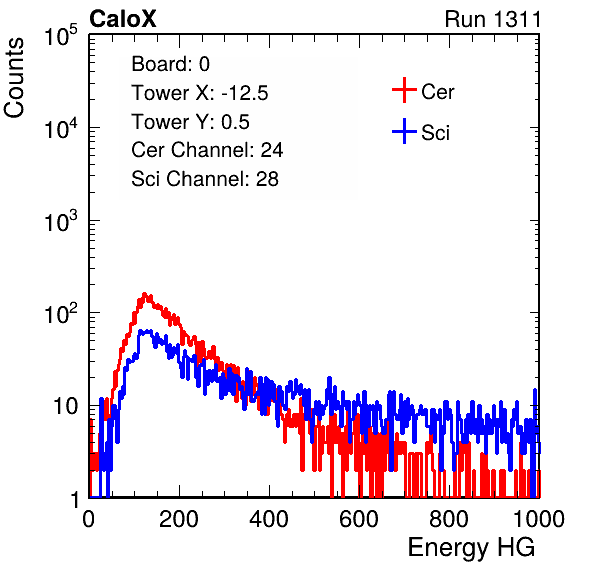 CaloX Run 1311
Counts
Board: 0
Tower X: -12.5
Tower Y: 0.5
Cer Channel: 24
Sci Channel: 28
Cer
Sci
10^5
10^4
10^3
10^2
10
1
0 200 400 600 800 1000
Energy HG